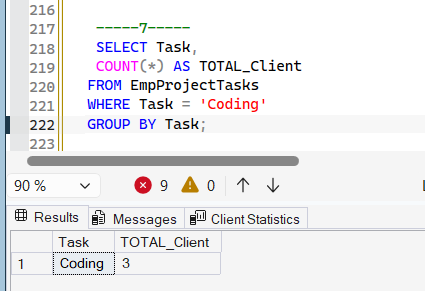 216
217 -----7-----
218 SELECT Task,
219 COUNT(*) AS TOTAL_Client
220 FROM EmpProjectTasks
221 WHERE Task = 'Coding'
222 GROUP BY Task;
223
90 % 9 0
Results Messages Client Statistics
Task TOTAL_Client
1 Coding 3